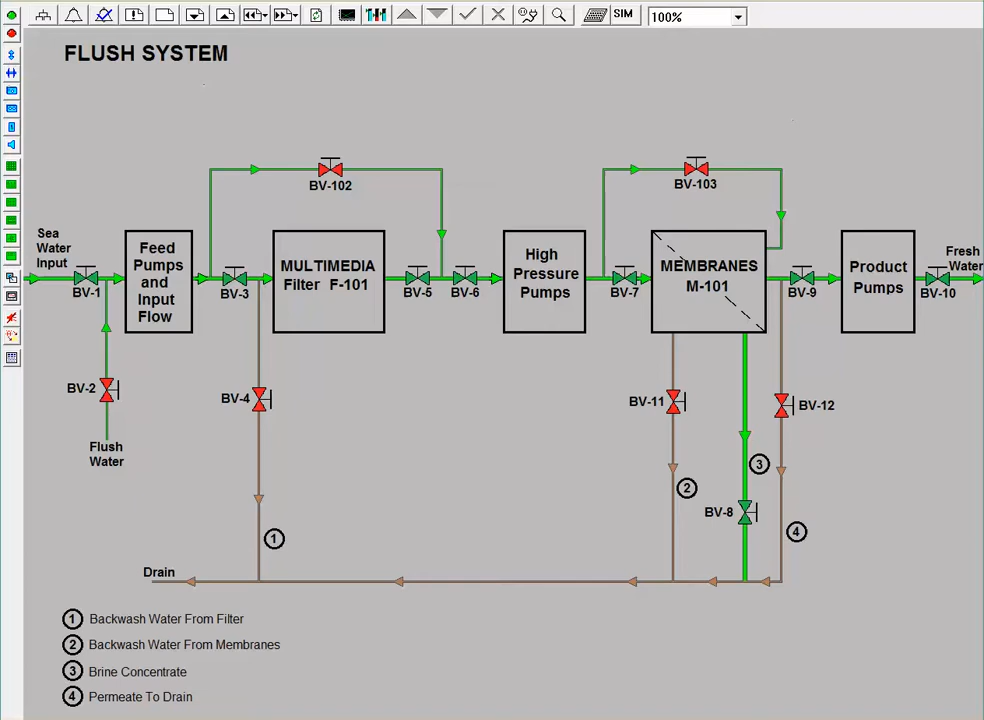 SIM
100%
FLUSH SYSTEM
BV-102
BV-103
Sea
Water
Input
BV-1
Feed
Pumps
and
Input
Flow
BV-3
MULTIMEDIA
Filter F-101
BV-5
BV-6
High
Pressure
Pumps
BV-7
MEMBRANES
M-101
BV-9
Product
Pumps
Fresh
Water
BV-10
BV-2
Flush
Water
BV-4
BV-11
BV-12
3
2
BV-8
4
1
Drain
1 Backwash Water From Filter
2 Backwash Water From Membranes
3 Brine Concentrate
4 Permeate To Drain